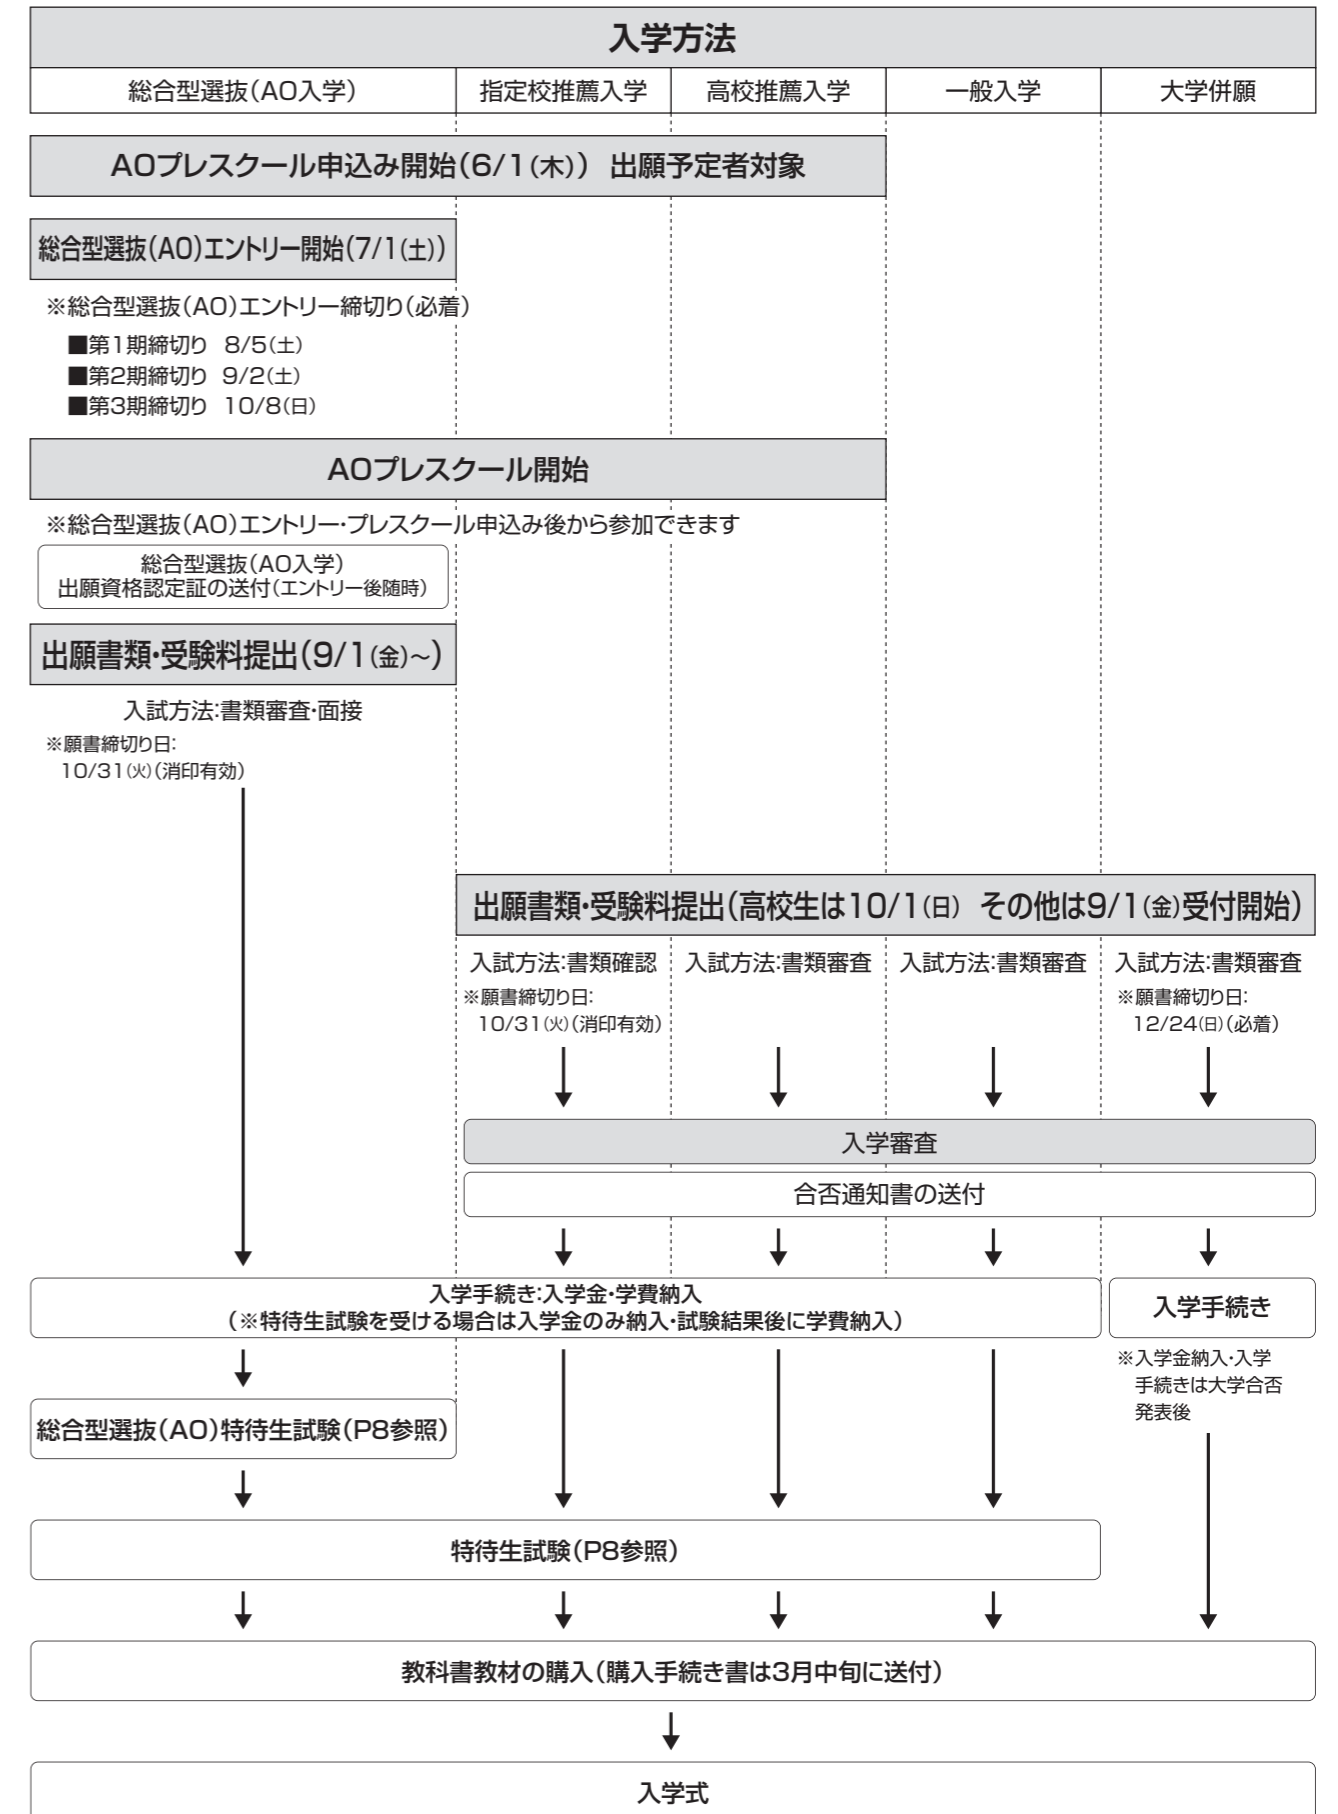 入学方法
総合型選抜(AO入学)
指定校推薦入学
高校推薦入学
一般入学
大学併願
AOプレスクール申込み開始(6/1(木)) 出願予定者対象
総合型選抜(AO)エントリー開始(7/1(土))
※総合型選抜(AO)エントリー締切り(必着)
■第1期締切り 8/5(土)
■第2期締切り 9/2(土)
■第3期締切り 10/8(日)
AOプレスクール開始
※総合型選抜(AO)エントリー・プレスクール申込み後から参加できます
総合型選抜(AO入学)
出願資格認定証の送付(エントリー後随時)
出願書類・受験料提出(9/1(金)~)
入試方法:書類審査・面接
※願書締切り日:
10/31(火)(消印有効)
出願書類・受験料提出(高校生は10/1(日) その他は9/1(金)受付開始)
入試方法:書類確認
※願書締切り日:
10/31(火)(消印有効)
入試方法:書類審査
入試方法:書類審査
入試方法:書類審査
※願書締切り日:
12/24(日)(必着)
入学審査
合否通知書の送付
入学手続き:入学金・学費納入
(※特待生試験を受ける場合は入学金のみ納入・試験結果後に学費納入)
入学手続き
※入学金納入・入学
手続きは大学合否
発表後
総合型選抜(AO)特待生試験(P8参照)
特待生試験(P8参照)
教科書教材の購入(購入手続き書は3月中旬に送付)
入学式